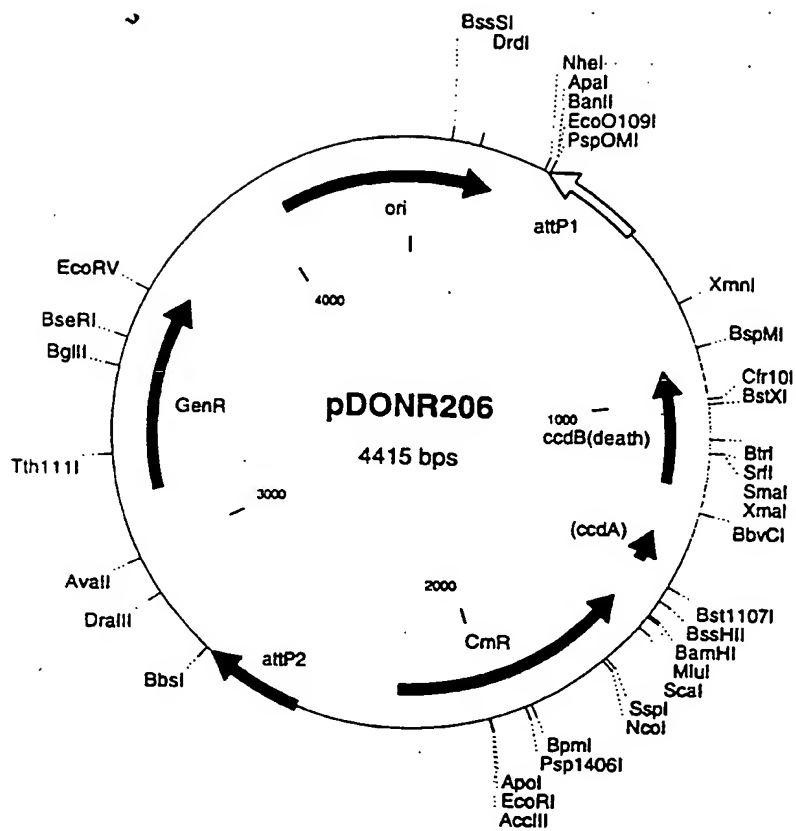 BssSI
DrdI
NheI
ApaI
BanII
EcoO109I
PspOMI
ori
attP1
EcoRV
4000
XmnI
BseRI
BspMI
BglII
Cfr10I
GenR
pDONR206
1000
BstXI
ccdB(death)
4415 bps
BtrI
Tth111I
SrfI
SmaI
3000
XmaI
(ccdA)
BbvCI
AvaII
2000
DraIII
Bst1107I
CmR
BssHII
attP2
BamHI
BbsI
MluI
ScaI
SspI
NcoI
BpmI
Psp1406I
ApoI
EcoRI
AccIII